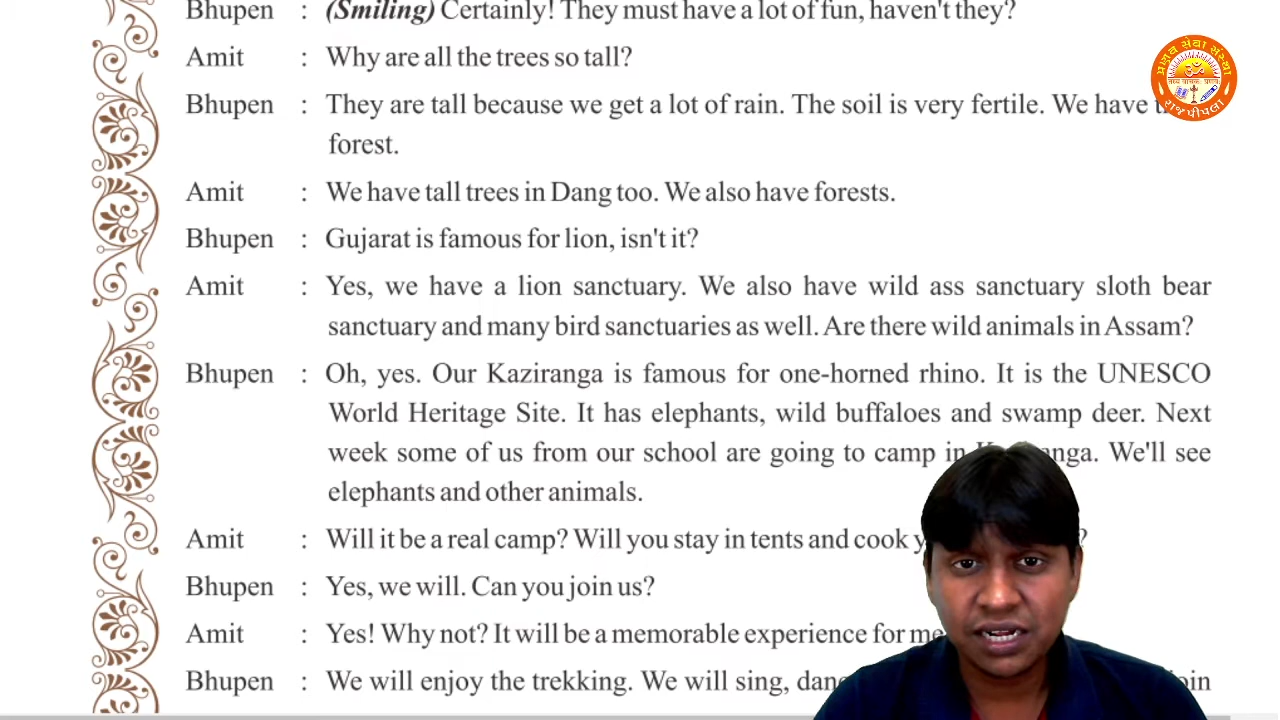 Bhupen : (Smiling) Certainly! They must have a lot of fun, haven't they?
Amit : Why are all the trees so tall?
Bhupen : They are tall because we get a lot of rain. The soil is very fertile. We have
forest.
Amit : We have tall trees in Dang too. We also have forests.
Bhupen : Gujarat is famous for lion, isn't it?
Amit : Yes, we have a lion sanctuary. We also have wild ass sanctuary sloth bear
sanctuary and many bird sanctuaries as well. Are there wild animals in Assam?
Bhupen : Oh, yes. Our Kaziranga is famous for one-horned rhino. It is the UNESCO
World Heritage Site. It has elephants, wild buffaloes and swamp deer. Next
week some of us from our school are going to camp in We'll see
elephants and other animals.
Amit : Will it be a real camp? Will you stay in tents and cook
Bhupen : Yes, we will. Can you join us?
Amit : Yes! Why not? It will be a memorable experience for me
Bhupen : We will enjoy the trekking. We will sing,
પ્રણવ સેવા સંસ્થા
રાજપીપલા